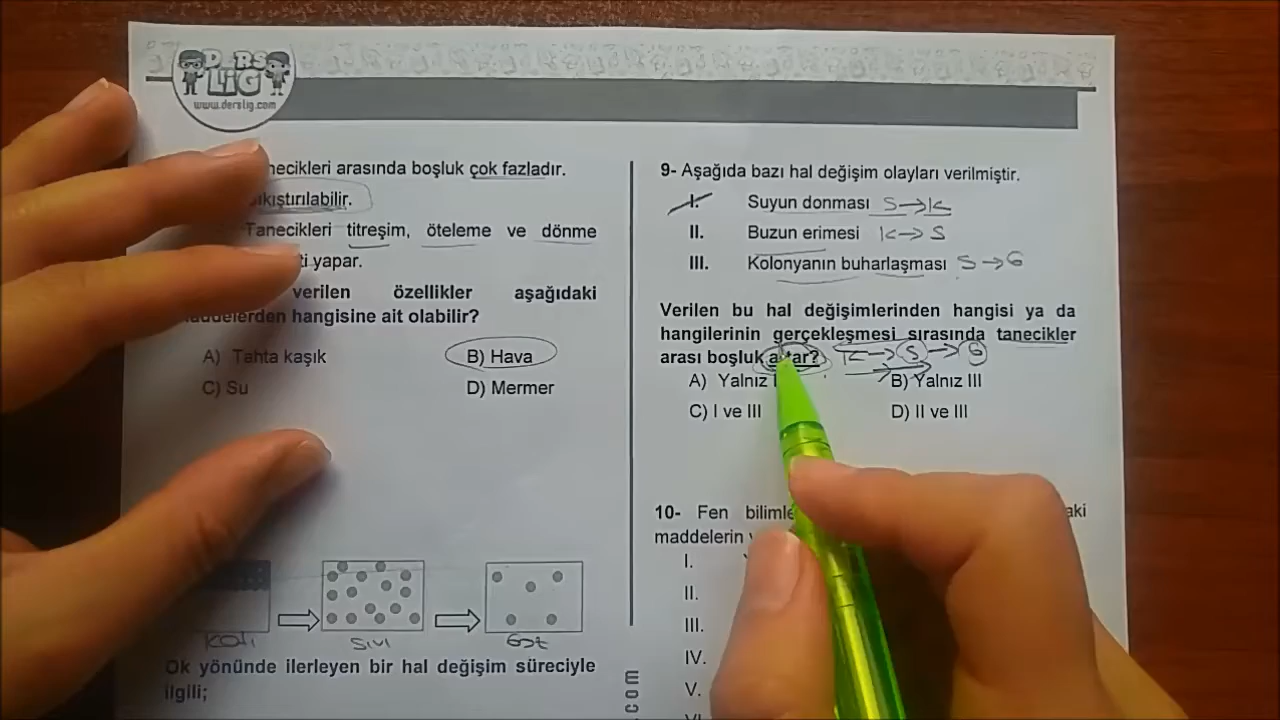 DERS LiG
www.derslig.com
necikleri arasında boşluk çok fazladır.
ıkıştırılabilir.
Tanecikleri titreşim, öteleme ve dönme
ti yapar.
verilen özellikler aşağıdaki
maddelerden hangisine ait olabilir?
A) Tahta kaşık
B) Hava
C) Su
D) Mermer
Katı
Sıvı
Gaz
Ok yönünde ilerleyen bir hal değişim süreciyle
ilgili;
.com
9- Aşağıda bazı hal değişim olayları verilmiştir.
I. Suyun donması S→K
II. Buzun erimesi K→S
III. Kolonyanın buharlaşması S→G
Verilen bu hal değişimlerinden hangisi ya da
hangilerinin gerçekleşmesi sırasında tanecikler
arası boşluk artar? K→S→G
A) Yalnız I
B) Yalnız III
C) I ve III
D) II ve III
10- Fen bilimle aki
maddelerin
I.
II.
III.
IV.
V.